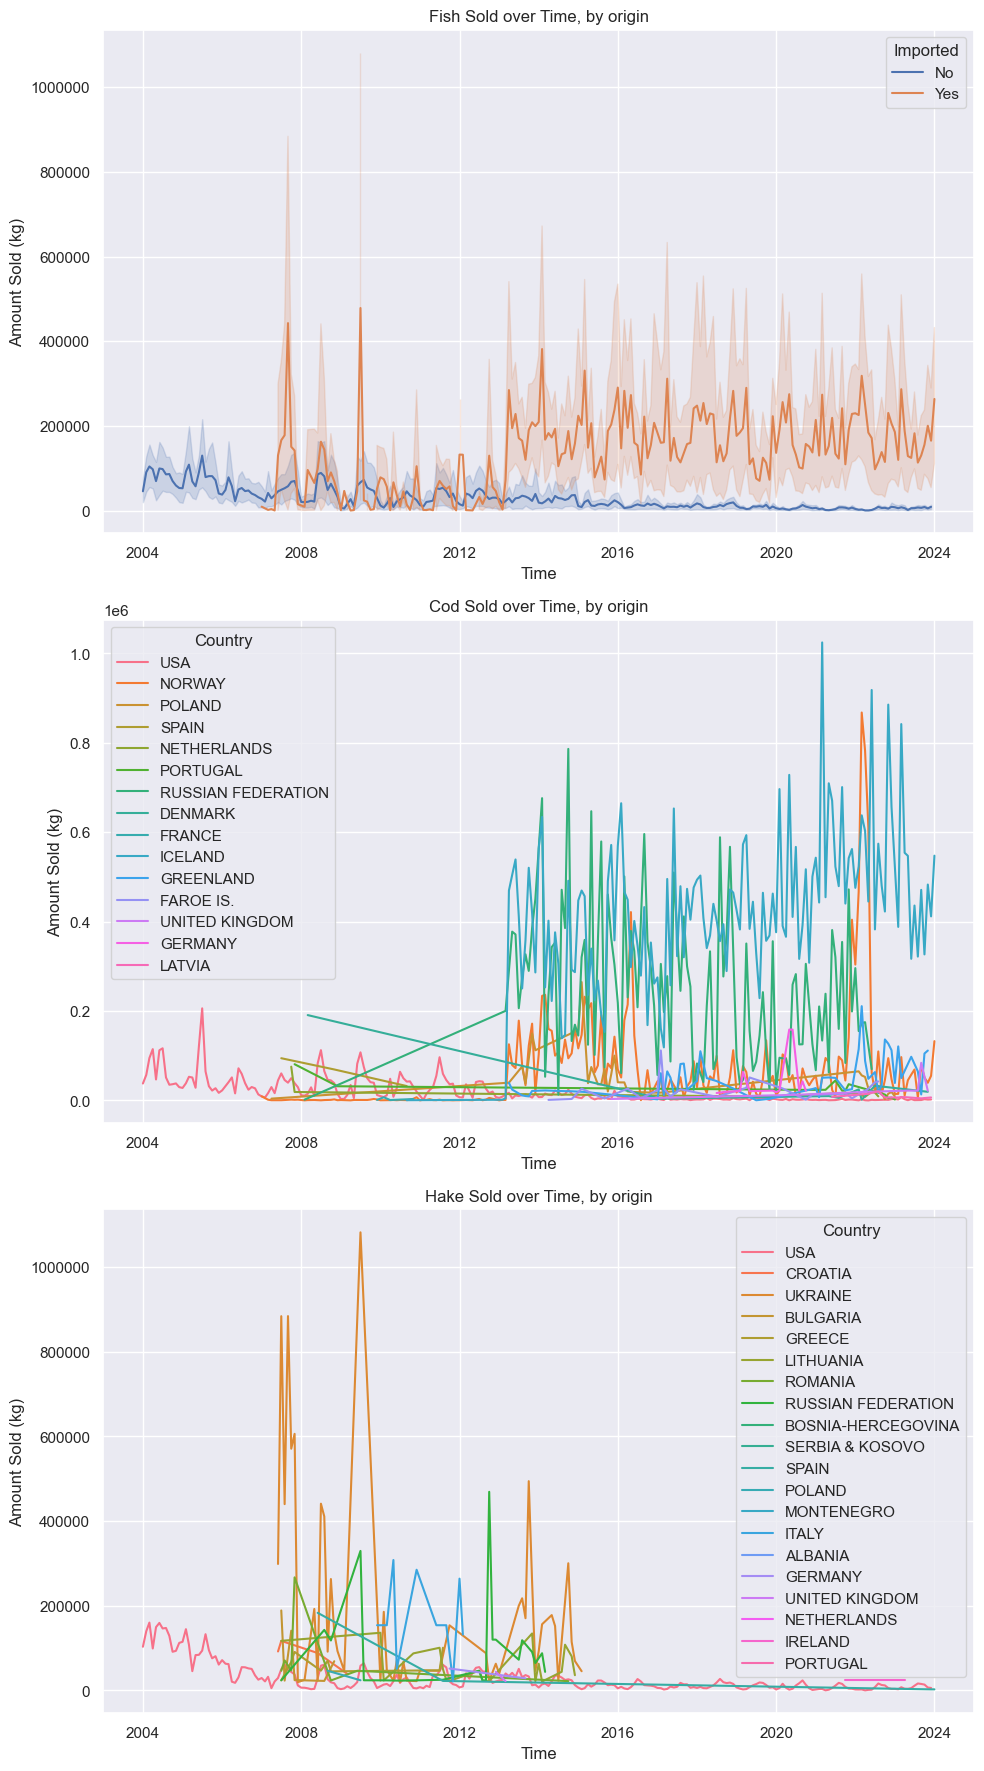 Fish Sold over Time, by origin
Amount Sold (kg)
1000000
800000
600000
400000
200000
0
Imported
No
Yes
2004 2008 2012 2016 2020 2024
Time
Cod Sold over Time, by origin
1e6
Amount Sold (kg)
1.0
0.8
0.6
0.4
0.2
0.0
Country
USA
NORWAY
POLAND
SPAIN
NETHERLANDS
PORTUGAL
RUSSIAN FEDERATION
DENMARK
FRANCE
ICELAND
GREENLAND
FAROE IS.
UNITED KINGDOM
GERMANY
LATVIA
2004 2008 2012 2016 2020 2024
Time
Hake Sold over Time, by origin
Amount Sold (kg)
1000000
800000
600000
400000
200000
0
Country
USA
CROATIA
UKRAINE
BULGARIA
GREECE
LITHUANIA
ROMANIA
RUSSIAN FEDERATION
BOSNIA-HERCEGOVINA
SERBIA & KOSOVO
SPAIN
POLAND
MONTENEGRO
ITALY
ALBANIA
GERMANY
UNITED KINGDOM
NETHERLANDS
IRELAND
PORTUGAL
2004 2008 2012 2016 2020 2024
Time